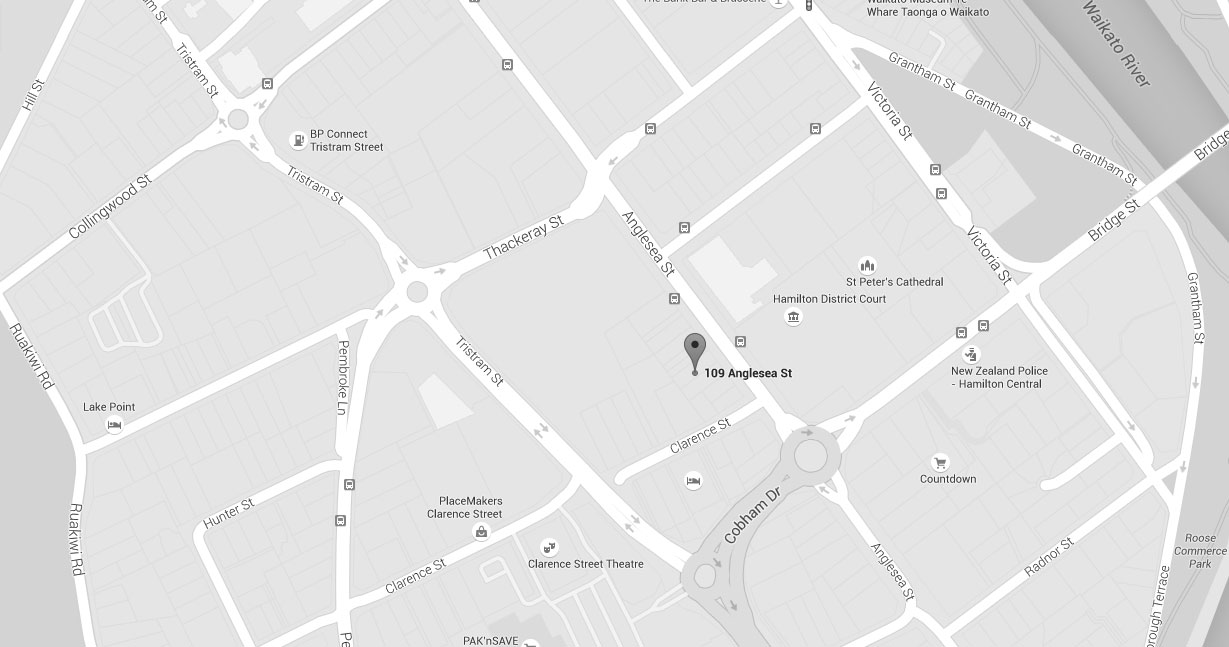 The Bank Bar & Brasserie
Waikato Museum Te
Whare Taonga o Waikato
Waikato River
Tristram St
Hill St
Grantham St
Grantham St
Victoria St
BP Connect
Tristram Street
Grantham St
Bridge
Tristram St
Collingwood St
Thackeray St
Anglesea St
Bridge St
Victoria St
St Peter's Cathedral
Hamilton District Court
Grantham St
Ruakiwi Rd
Pembroke Ln
Tristram St
109 Anglesea St
New Zealand Police
- Hamilton Central
Lake Point
Clarence St
Countdown
PlaceMakers
Clarence Street
Hunter St
Cobham Dr
Ruakiwi Rd
Clarence St
Clarence Street Theatre
Anglesea St
Radnor St
Roose
Commerce
Park
PAK'nSAVE